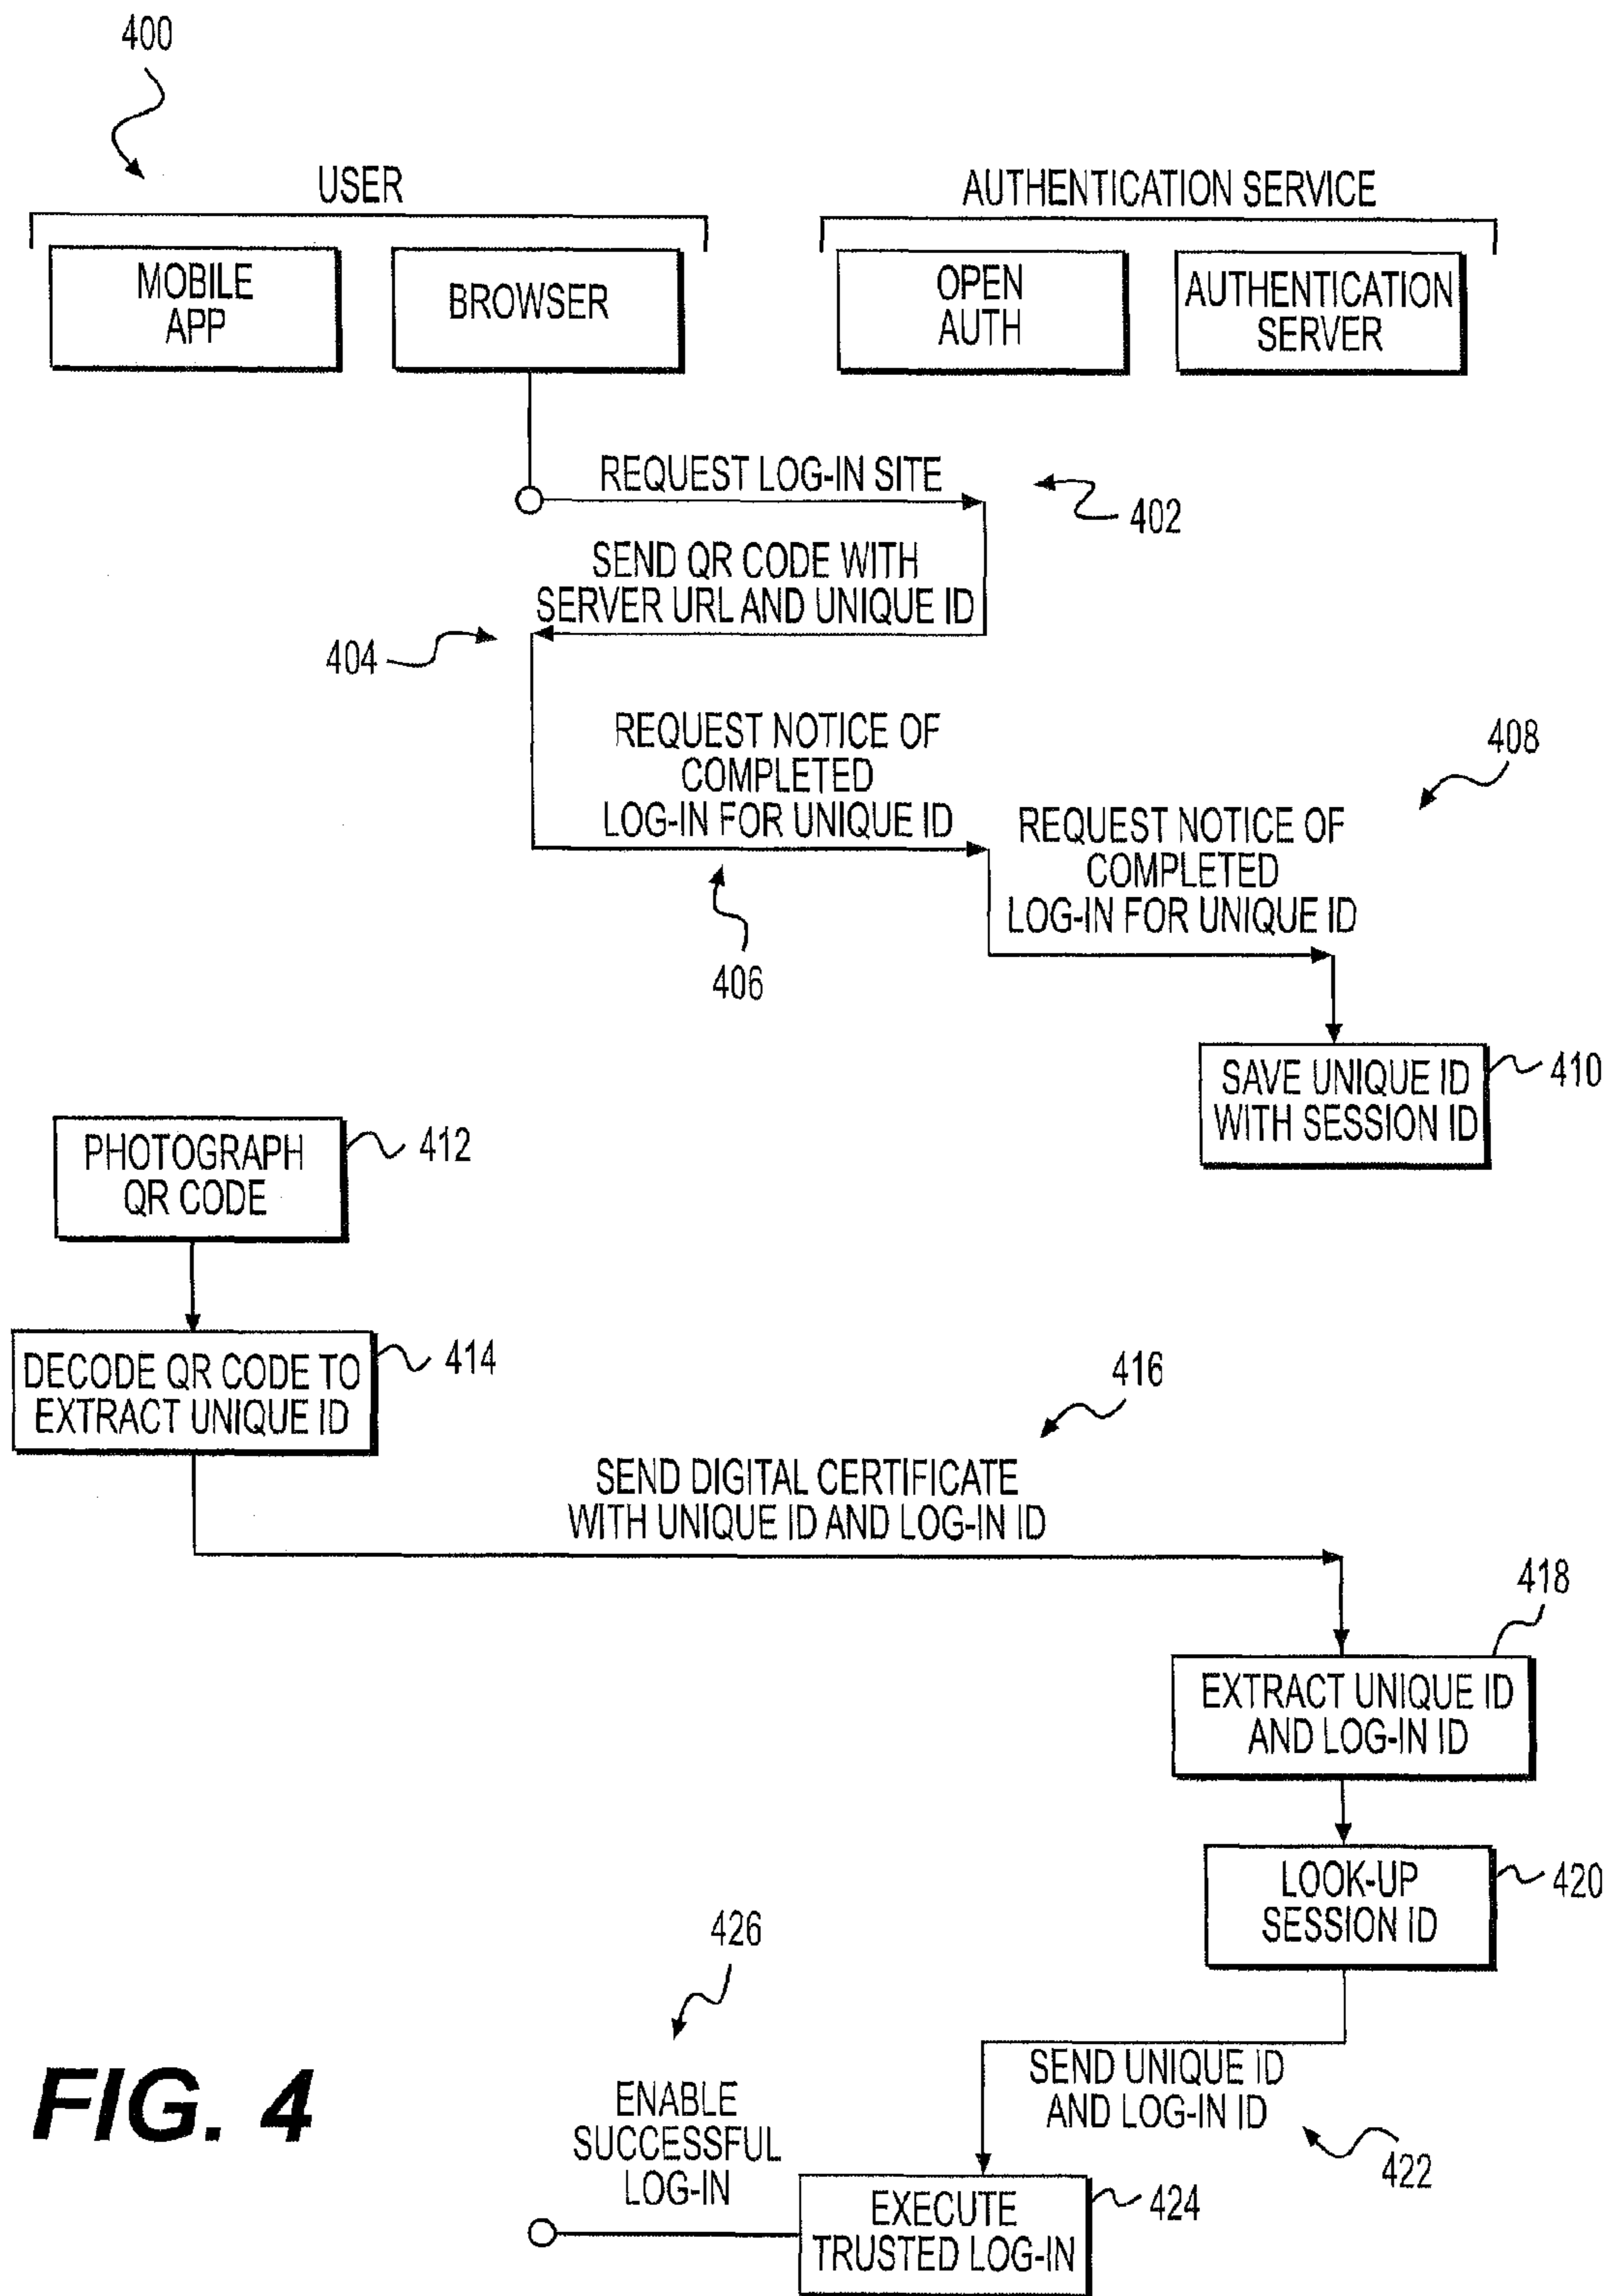 400
USER
AUTHENTICATION SERVICE
MOBILE
APP
BROWSER
OPEN
AUTH
AUTHENTICATION
SERVER
REQUEST LOG-IN SITE
402
SEND QR CODE WITH
SERVER URL AND UNIQUE ID
404
REQUEST NOTICE OF
COMPLETED
LOG-IN FOR UNIQUE ID
406
408
REQUEST NOTICE OF
COMPLETED
LOG-IN FOR UNIQUE ID
SAVE UNIQUE ID
WITH SESSION ID
410
PHOTOGRAPH
QR CODE
412
DECODE QR CODE TO
EXTRACT UNIQUE ID
414
416
SEND DIGITAL CERTIFICATE
WITH UNIQUE ID AND LOG-IN ID
418
EXTRACT UNIQUE ID
AND LOG-IN ID
LOOK-UP
SESSION ID
420
SEND UNIQUE ID
AND LOG-IN ID
422
426
ENABLE
SUCCESSFUL
LOG-IN
EXECUTE
TRUSTED LOG-IN
424
FIG. 4